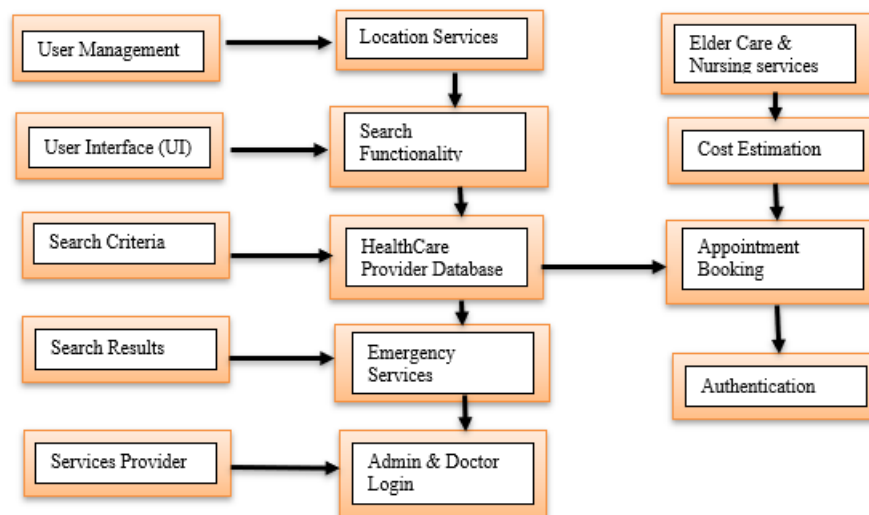 User Management
Location Services
Elder Care &
Nursing services
User Interface (UI)
Search
Functionality
Cost Estimation
Search Criteria
HealthCare
Provider Database
Appointment
Booking
Search Results
Emergency
Services
Authentication
Services Provider
Admin & Doctor
Login